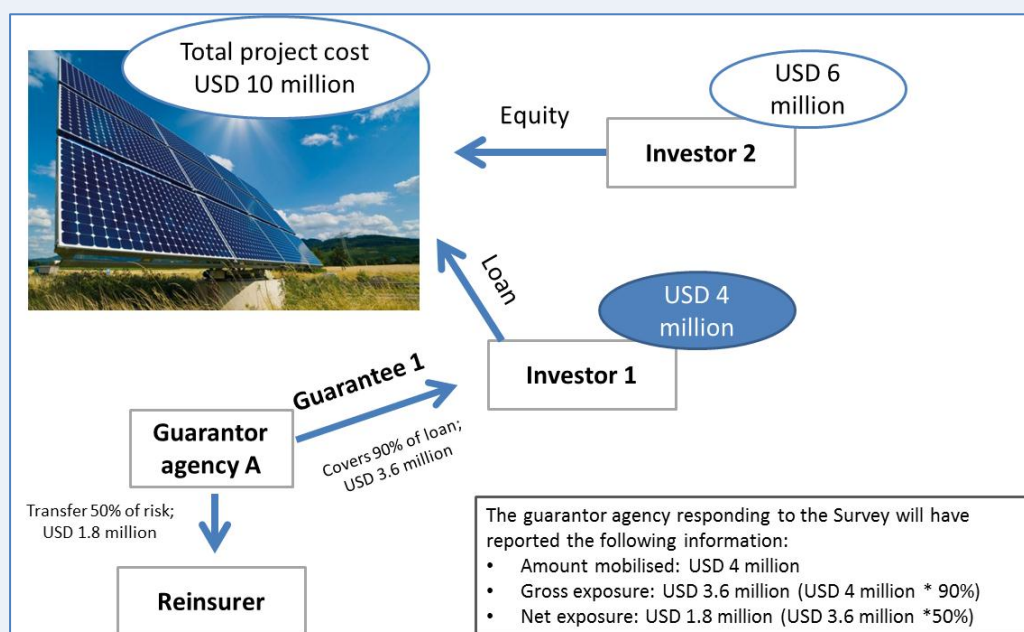 Total project cost
USD 10 million
USD 6
million
Equity
Investor 2
Loan
USD 4
million
Investor 1
Guarantee 1
Covers 90% of loan;
USD 3.6 million
Guarantor
agency A
Transfer 50% of risk;
USD 1.8 million
Reinsurer
The guarantor agency responding to the Survey will have
reported the following information:
• Amount mobilised: USD 4 million
• Gross exposure: USD 3.6 million (USD 4 million * 90%)
• Net exposure: USD 1.8 million (USD 3.6 million *50%)